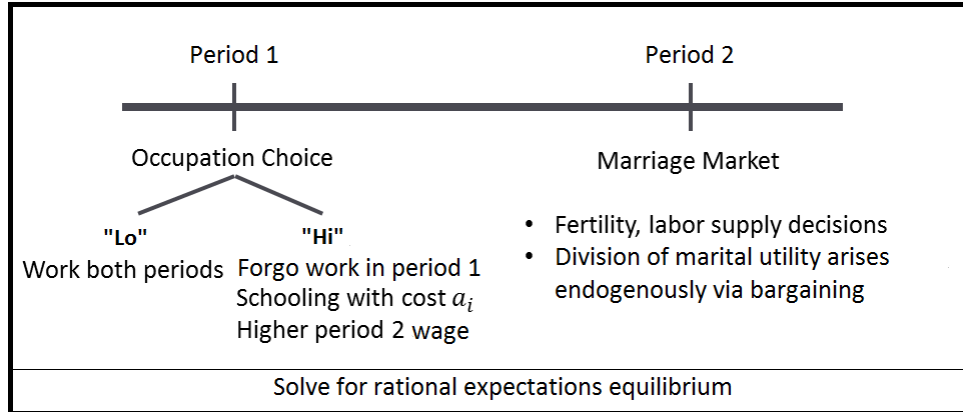 Period 1
Period 2
Occupation Choice
Marriage Market
"Lo"
Work both periods
"Hi"
Forgo work in period 1
Schooling with cost aᵢ
Higher period 2 wage
• Fertility, labor supply decisions
• Division of marital utility arises
endogenously via bargaining
Solve for rational expectations equilibrium